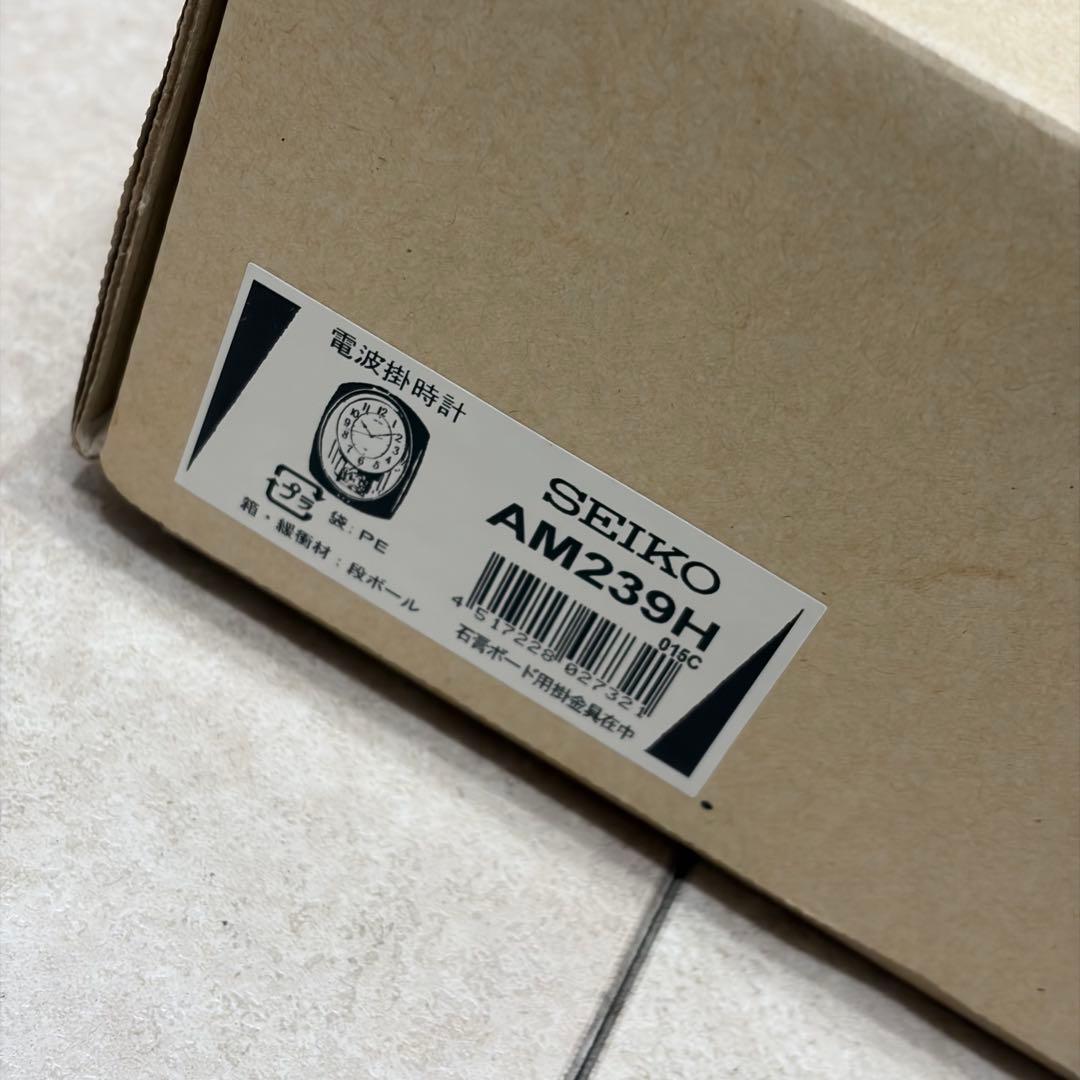 電波掛時計
プラ
袋:PE
箱・緩衝材:段ボール
SEIKO
AM239H
015C
4 517228 027321
石膏ボード用掛金具在中